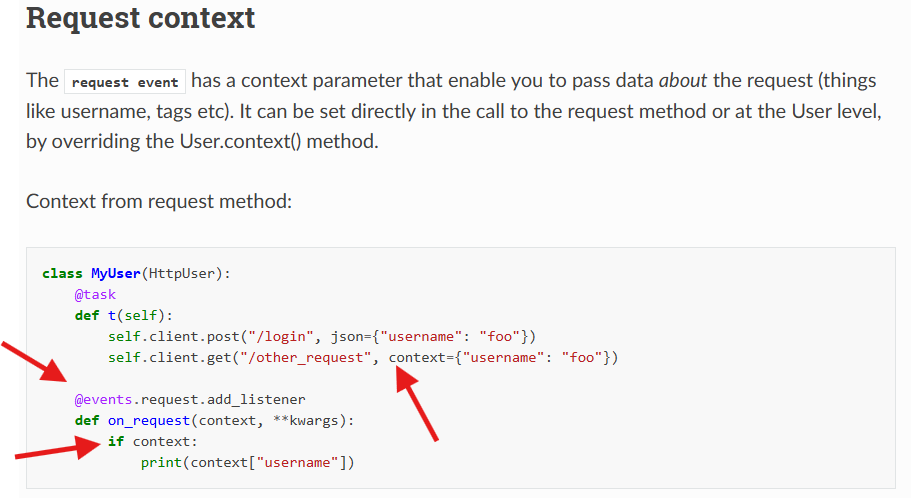 Request context
The request event has a context parameter that enable you to pass data about the request (things
like username, tags etc). It can be set directly in the call to the request method or at the User level,
by overriding the User.context() method.
Context from request method:
class MyUser(HttpUser):
    @task
    def t(self):
        self.client.post("/login", json={"username": "foo"})
        self.client.get("/other_request", context={"username": "foo"})

    @events.request.add_listener
    def on_request(context, **kwargs):
        if context:
            print(context["username"])